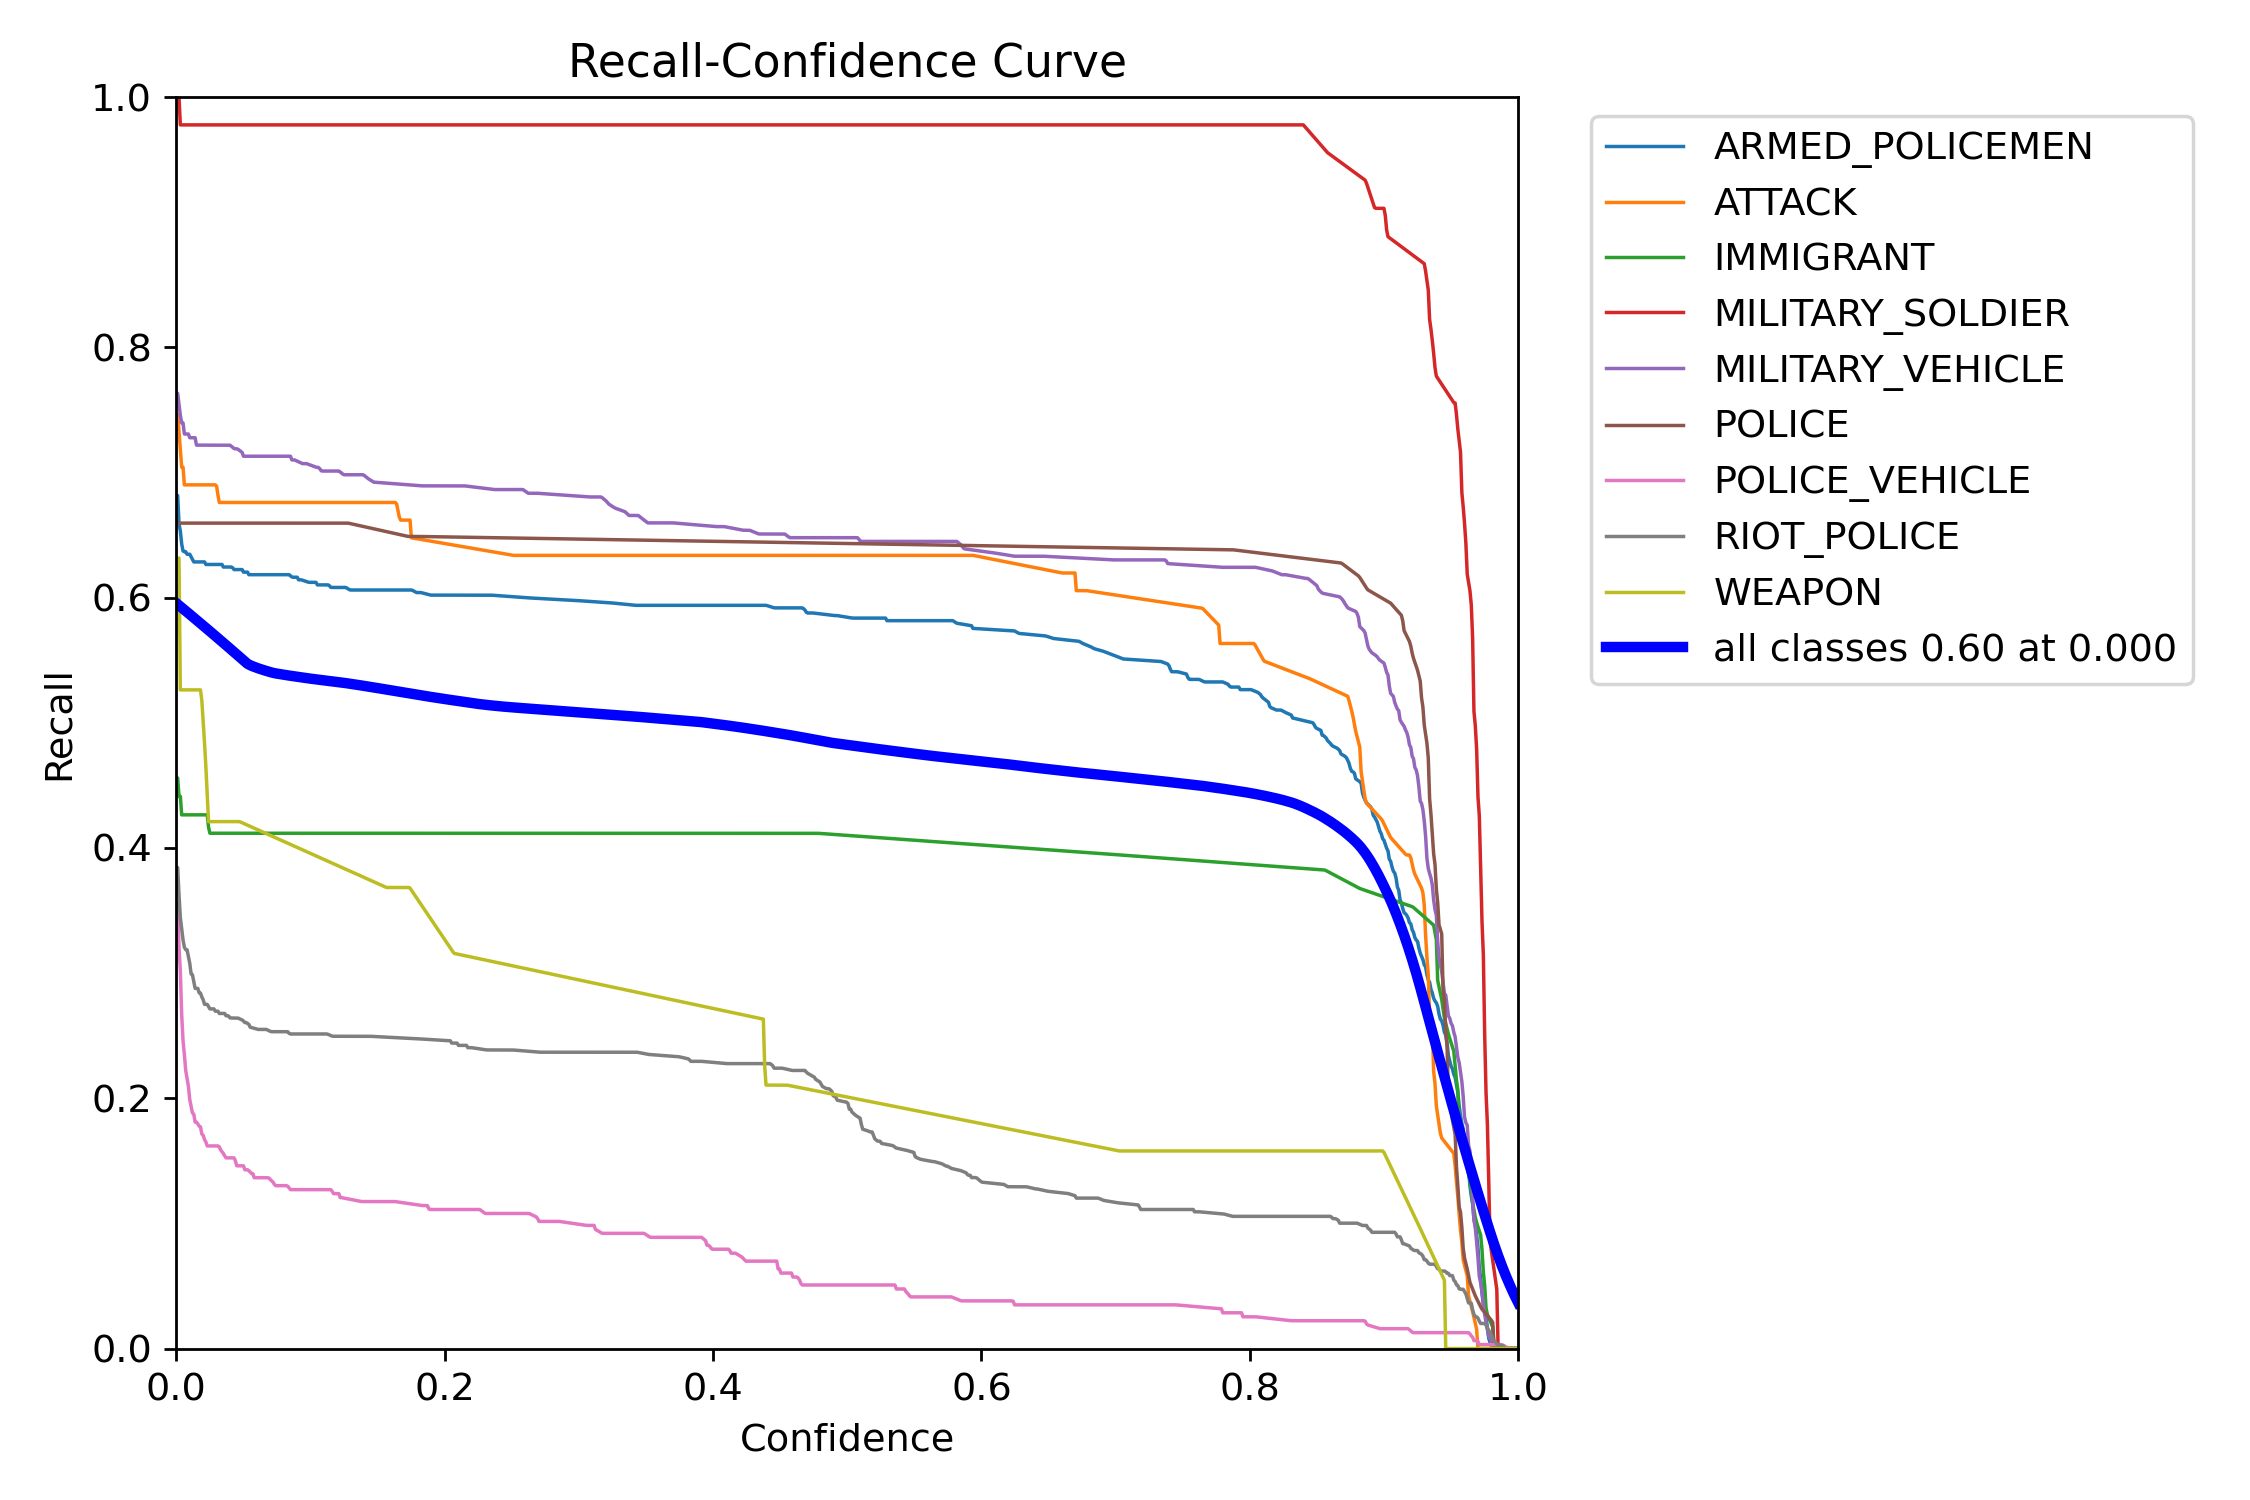 Recall-Confidence Curve
1.0
0.8
0.6
0.4
0.2
0.0
Recall
0.0 0.2 0.4 0.6 0.8 1.0
Confidence
ARMED_POLICEMEN
ATTACK
IMMIGRANT
MILITARY_SOLDIER
MILITARY_VEHICLE
POLICE
POLICE_VEHICLE
RIOT_POLICE
WEAPON
all classes 0.60 at 0.000